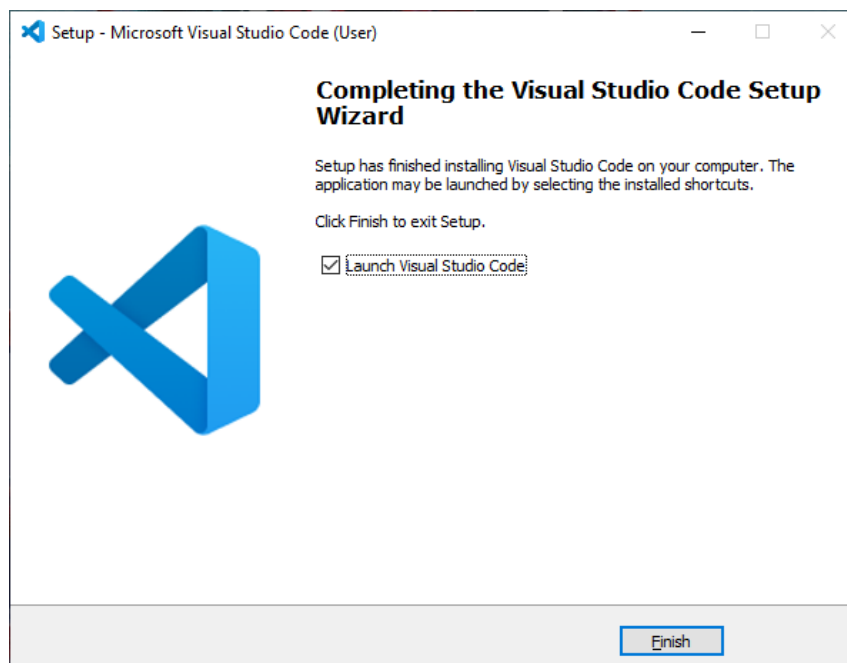 Setup - Microsoft Visual Studio Code (User)
Completing the Visual Studio Code Setup
Wizard
Setup has finished installing Visual Studio Code on your computer. The
application may be launched by selecting the installed shortcuts.
Click Finish to exit Setup.
Launch Visual Studio Code
Finish